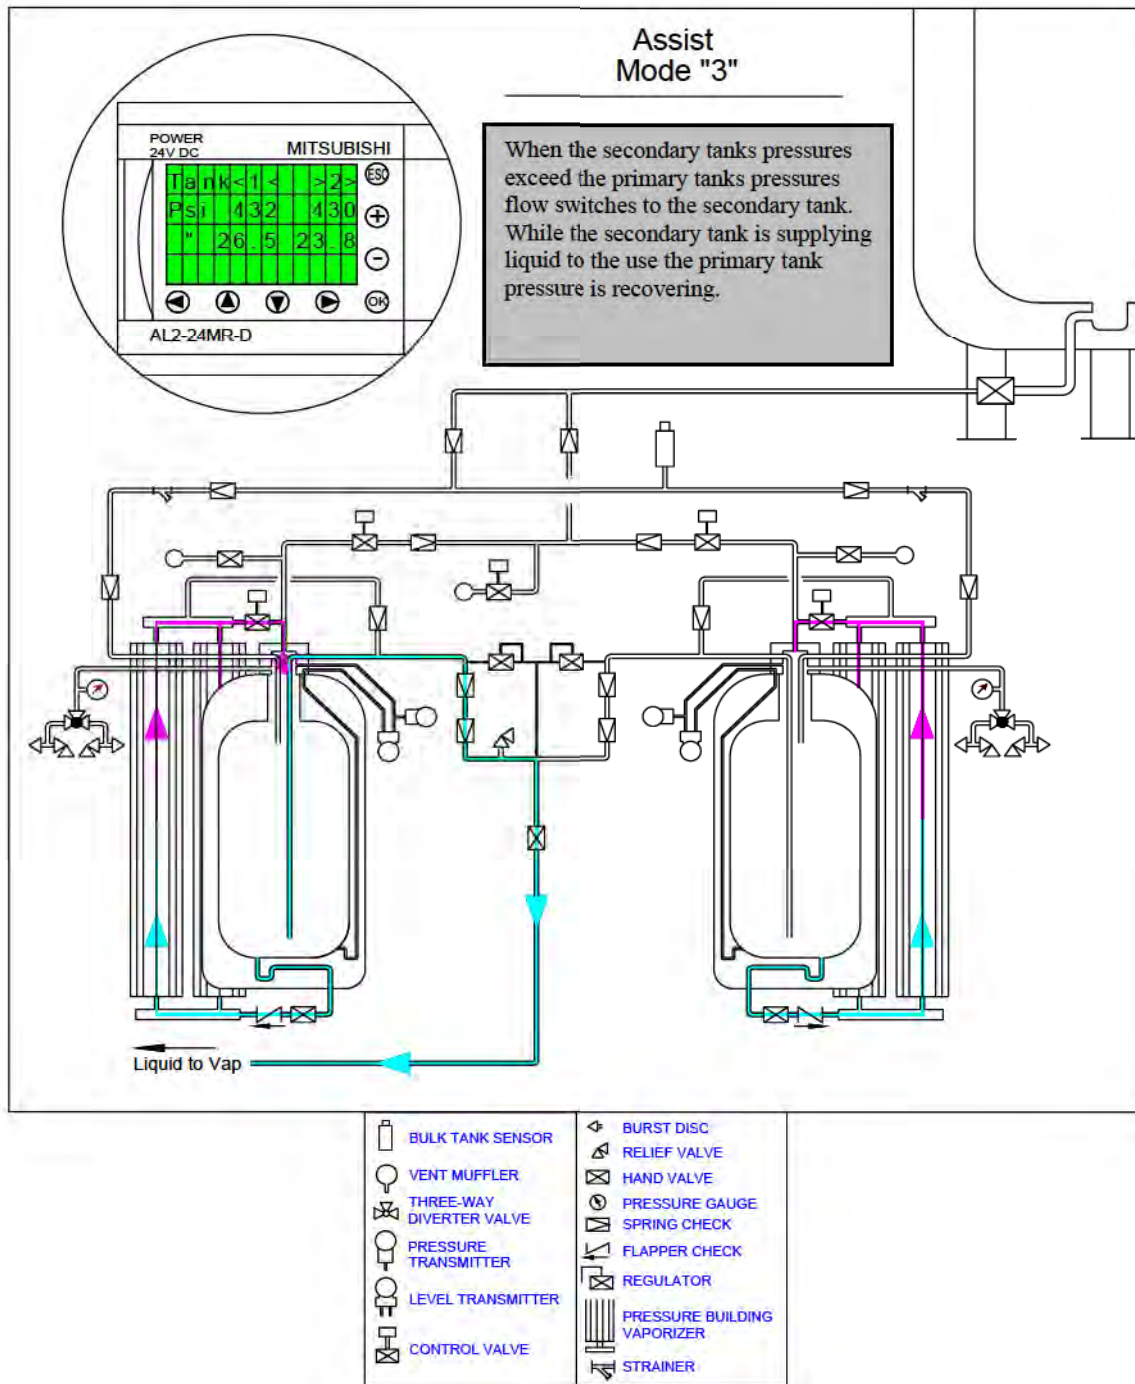 Assist
Mode "3"
POWER
24V DC
MITSUBISHI
Tank<1< >2>
Psi 432 430
" 26.5 23.8
ESC
+
−
OK
AL2-24MR-D
When the secondary tanks pressures
exceed the primary tanks pressures
flow switches to the secondary tank.
While the secondary tank is supplying
liquid to the use the primary tank
pressure is recovering.
Liquid to Vap
BULK TANK SENSOR
VENT MUFFLER
THREE-WAY
DIVERTER VALVE
PRESSURE
TRANSMITTER
LEVEL TRANSMITTER
CONTROL VALVE
BURST DISC
RELIEF VALVE
HAND VALVE
PRESSURE GAUGE
SPRING CHECK
FLAPPER CHECK
REGULATOR
PRESSURE BUILDING
VAPORIZER
STRAINER